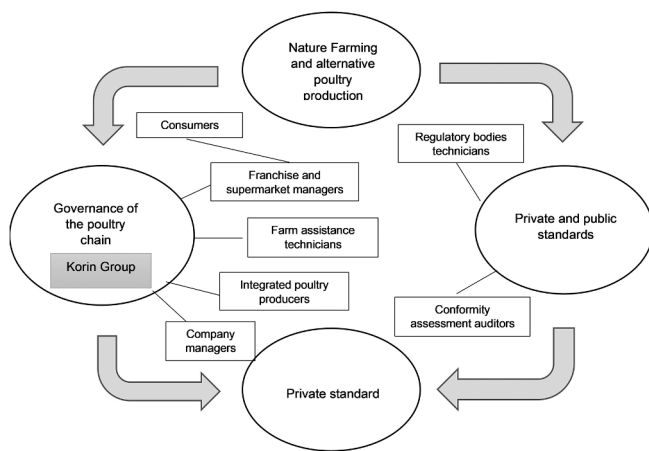 Nature Farming
and alternative
poultry
production
Consumers
Regulatory bodies
technicians
Franchise and
supermarket managers
Governance of
the poultry
chain
Korin Group
Farm assistance
technicians
Private and public
standards
Integrated poultry
producers
Conformity
assessment auditors
Company
managers
Private standard